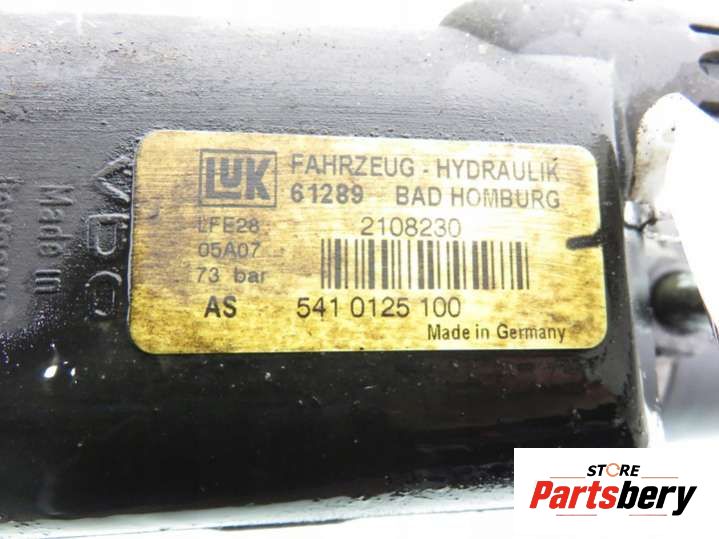 LUK
FAHRZEUG - HYDRAULIK
61289 BAD HOMBURG
LFE28
2108230
05A07
73 bar
AS
541 0125 100
Made in Germany
VDO
Made in
STORE
Partsbery